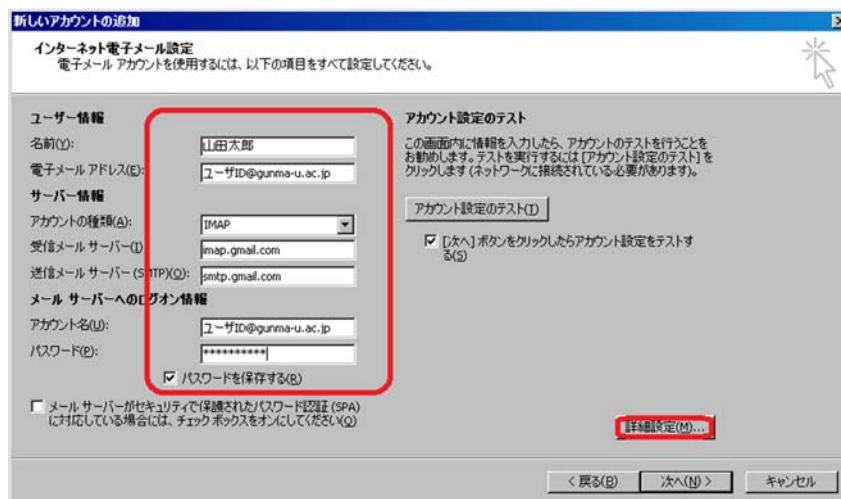 新しいアカウントの追加
インターネット電子メール設定
電子メール アカウントを使用するには、以下の項目をすべて設定してください。
ユーザー情報
名前(Y):
山田太郎
電子メール アドレス(E):
ユーザID@gunma-u.ac.jp
サーバー情報
アカウントの種類(A):
IMAP
受信メール サーバー(I)
imap.gmail.com
送信メール サーバー (SMTP)(O):
smtp.gmail.com
メール サーバーへのログオン情報
アカウント名(U):
ユーザID@gunma-u.ac.jp
パスワード(P):
**********
パスワードを保存する(R)
メール サーバーがセキュリティで保護されたパスワード認証 (SPA)
に対応している場合には、チェック ボックスをオンにしてください(Q)
アカウント設定のテスト
この画面内に情報を入力したら、アカウントのテストを行うことを
お勧めします。テストを実行するには [アカウント設定のテスト] を
クリックします (ネットワークに接続されている必要があります)。
アカウント設定のテスト(T)
[次へ] ボタンをクリックしたらアカウント設定をテストす
る(S)
詳細設定(M)...
< 戻る(B)
次へ(N) >
キャンセル